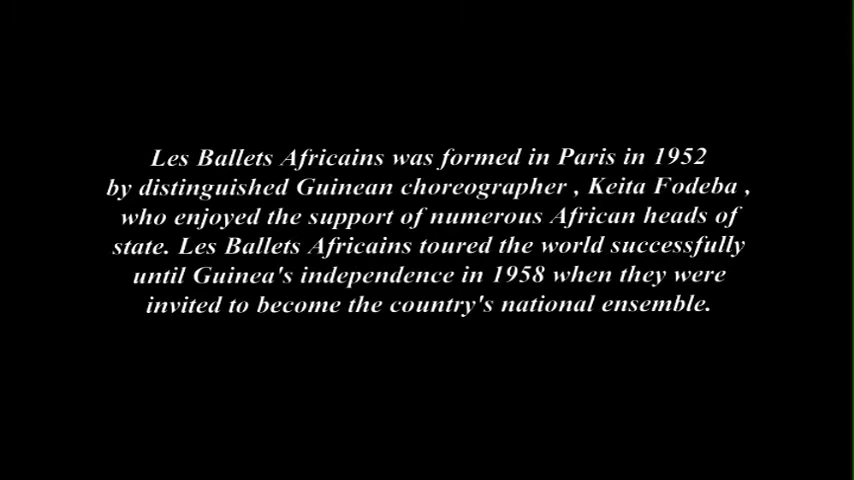 Les Ballets Africains was formed in Paris in 1952
by distinguished Guinean choreographer , Keita Fodeba ,
who enjoyed the support of numerous African heads of
state. Les Ballets Africains toured the world successfully
until Guinea's independence in 1958 when they were
invited to become the country's national ensemble.